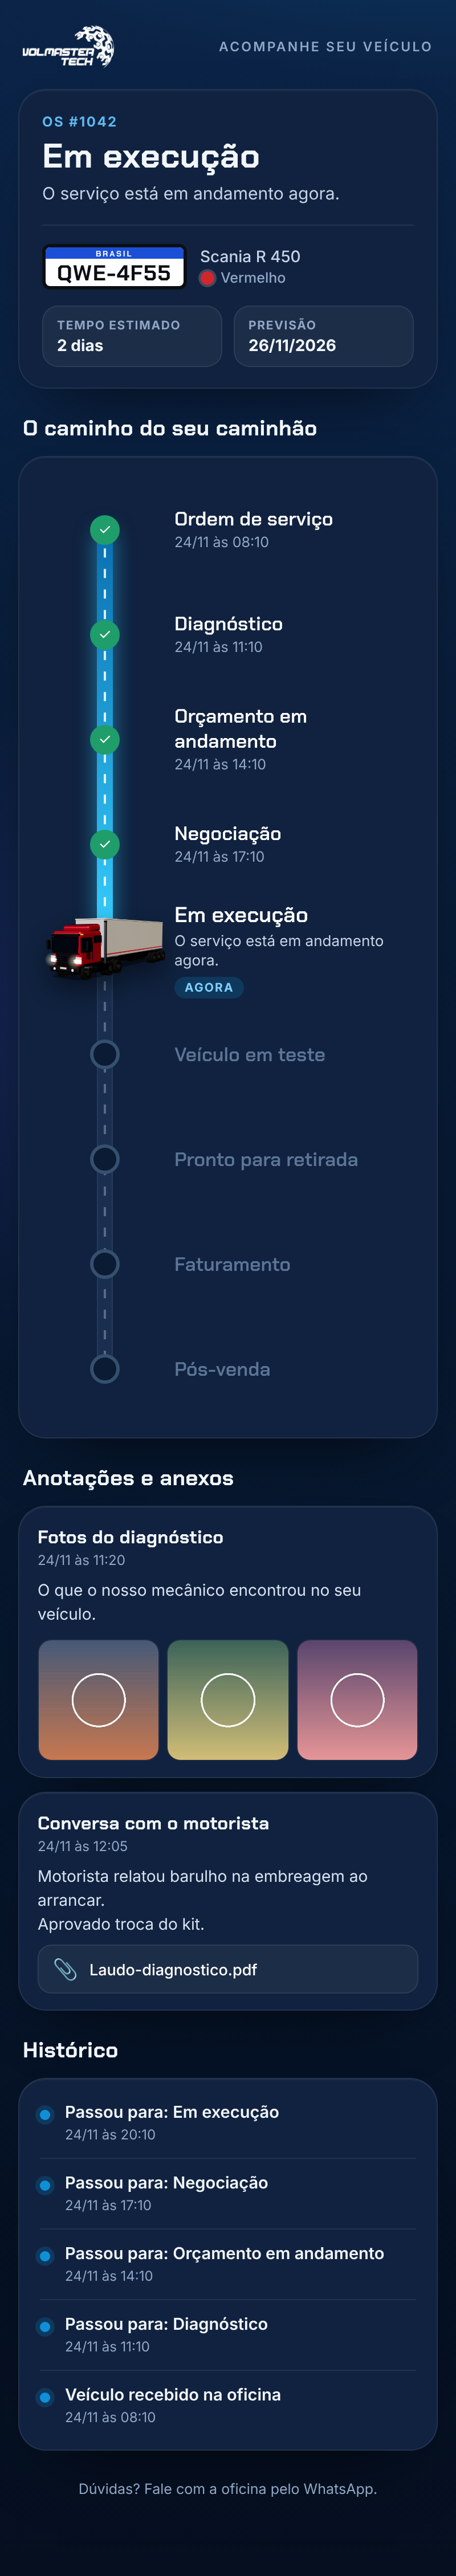 VOLMASTER
TECH
ACOMPANHE SEU VEÍCULO
OS #1042
Em execução
O serviço está em andamento agora.
BRASIL
QWE-4F55
Scania R 450
Vermelho
TEMPO ESTIMADO
2 dias
PREVISÃO
26/11/2026
O caminho do seu caminhão
Ordem de serviço
24/11 às 08:10
Diagnóstico
24/11 às 11:10
Orçamento em
andamento
24/11 às 14:10
Negociação
24/11 às 17:10
Em execução
O serviço está em andamento
agora.
AGORA
Veículo em teste
Pronto para retirada
Faturamento
Pós-venda
Anotações e anexos
Fotos do diagnóstico
24/11 às 11:20
O que o nosso mecânico encontrou no seu
veículo.
Conversa com o motorista
24/11 às 12:05
Motorista relatou barulho na embreagem ao
arrancar.
Aprovado troca do kit.
Laudo-diagnostico.pdf
Histórico
Passou para: Em execução
24/11 às 20:10
Passou para: Negociação
24/11 às 17:10
Passou para: Orçamento em andamento
24/11 às 14:10
Passou para: Diagnóstico
24/11 às 11:10
Veículo recebido na oficina
24/11 às 08:10
Dúvidas? Fale com a oficina pelo WhatsApp.